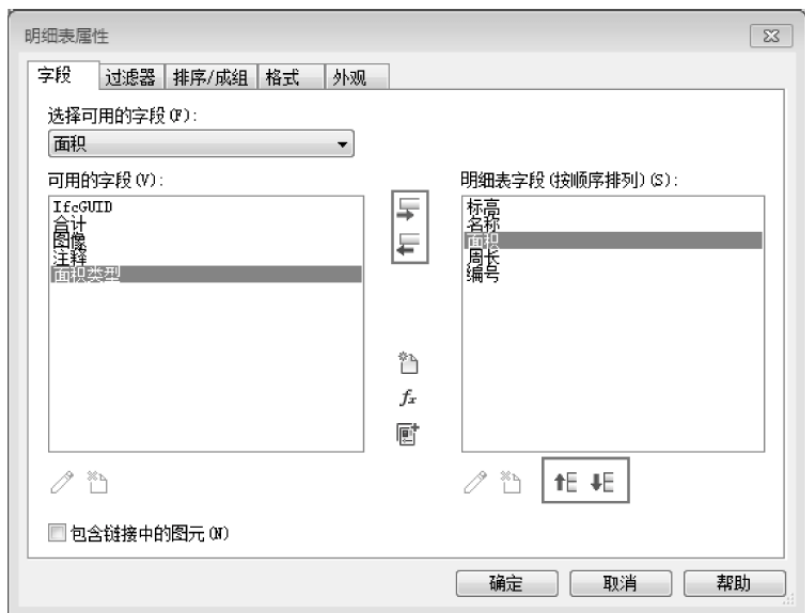 明细表属性
字段 过滤器 排序/成组 格式 外观
选择可用的字段(F):
面积
可用的字段(V):
IfcGUID
合计
图像
注释
面积类型
fx
明细表字段(按顺序排列)(S):
标高
名称
面积
周长
编号
包含链接中的图元(N)
确定 取消 帮助